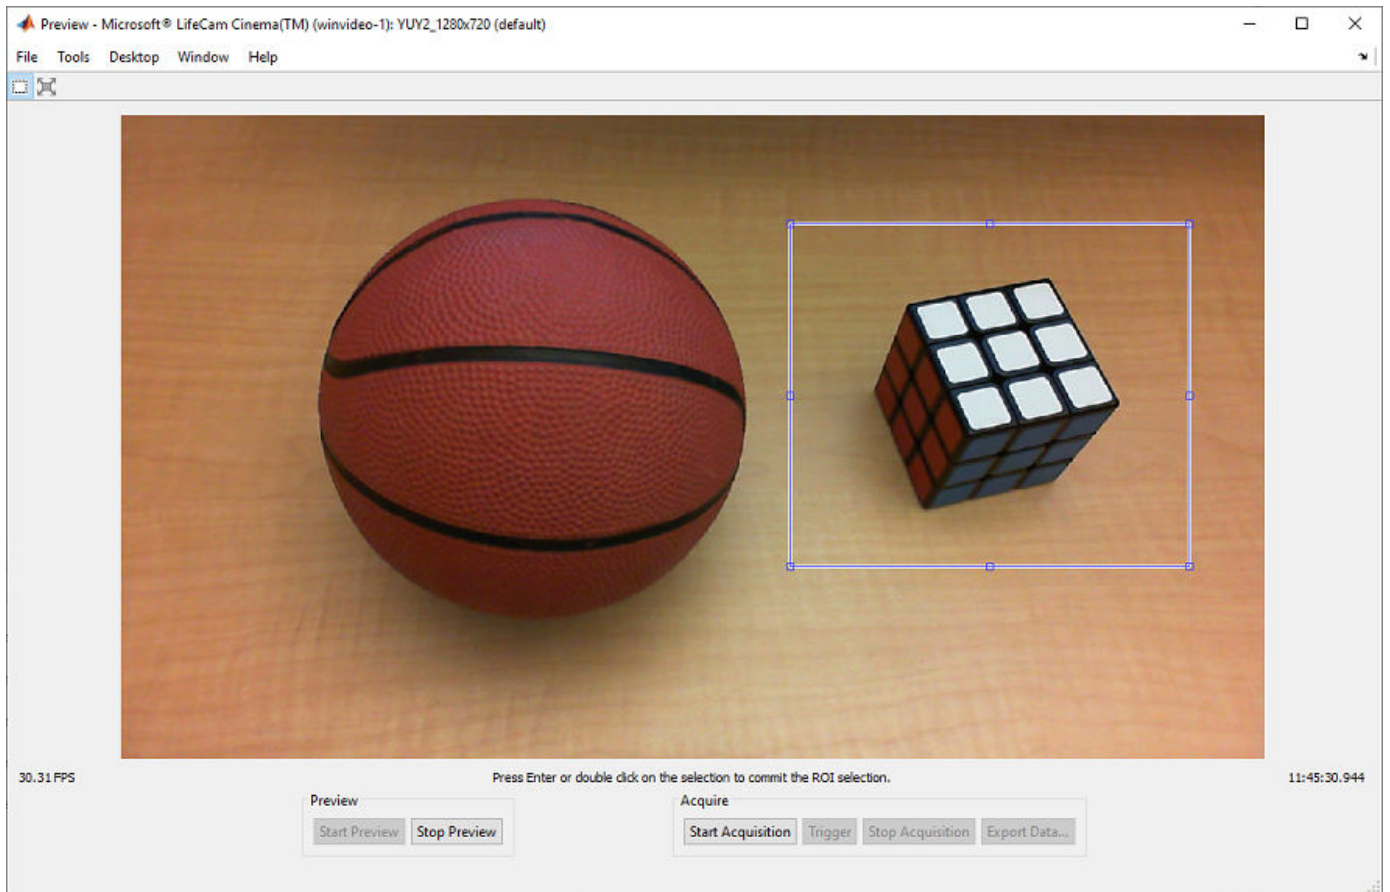 Preview - Microsoft® LifeCam Cinema(TM) (winvideo-1): YUY2_1280x720 (default)
File Tools Desktop Window Help
30.31 FPS Press Enter or double click on the selection to commit the ROI selection. 11:45:30.944
Preview Acquire
Start Preview Stop Preview Start Acquisition Trigger Stop Acquisition Export Data...